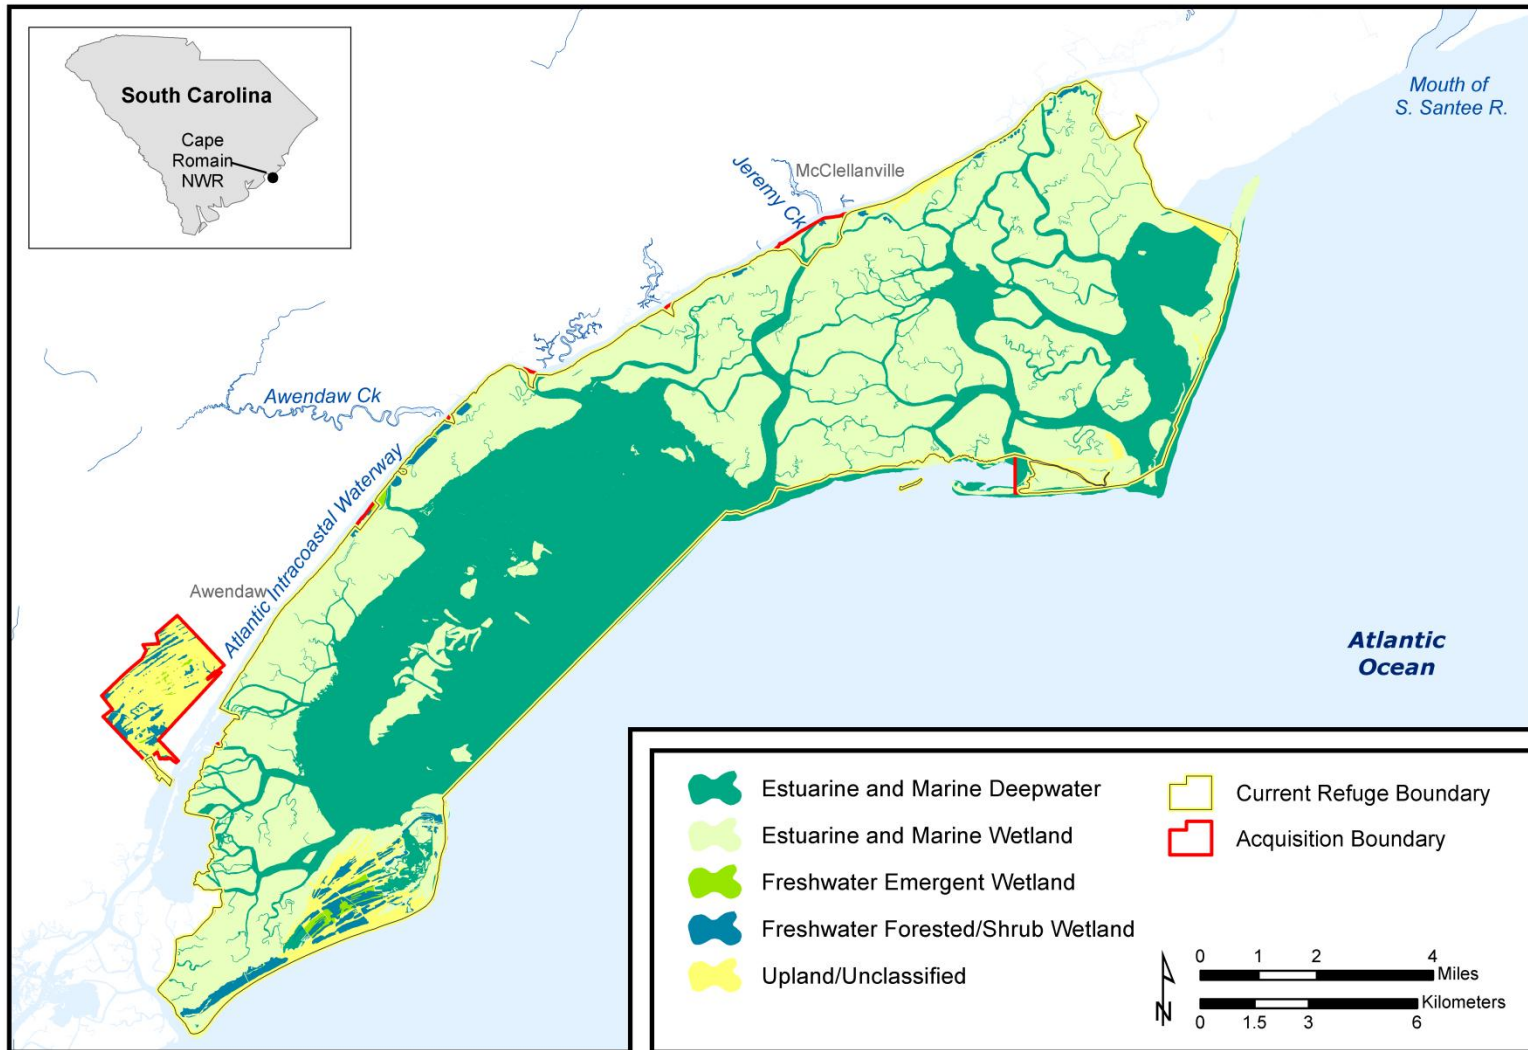 South Carolina
Cape
Romain
NWR
Mouth of
S. Santee R.
McClellanville
Jeremy Ck
Awendaw Ck
Atlantic Intracoastal Waterway
Awendaw
Atlantic
Ocean
Estuarine and Marine Deepwater
Estuarine and Marine Wetland
Freshwater Emergent Wetland
Freshwater Forested/Shrub Wetland
Upland/Unclassified
Current Refuge Boundary
Acquisition Boundary
N
0 1 2 4
Miles
Kilometers
0 1.5 3 6